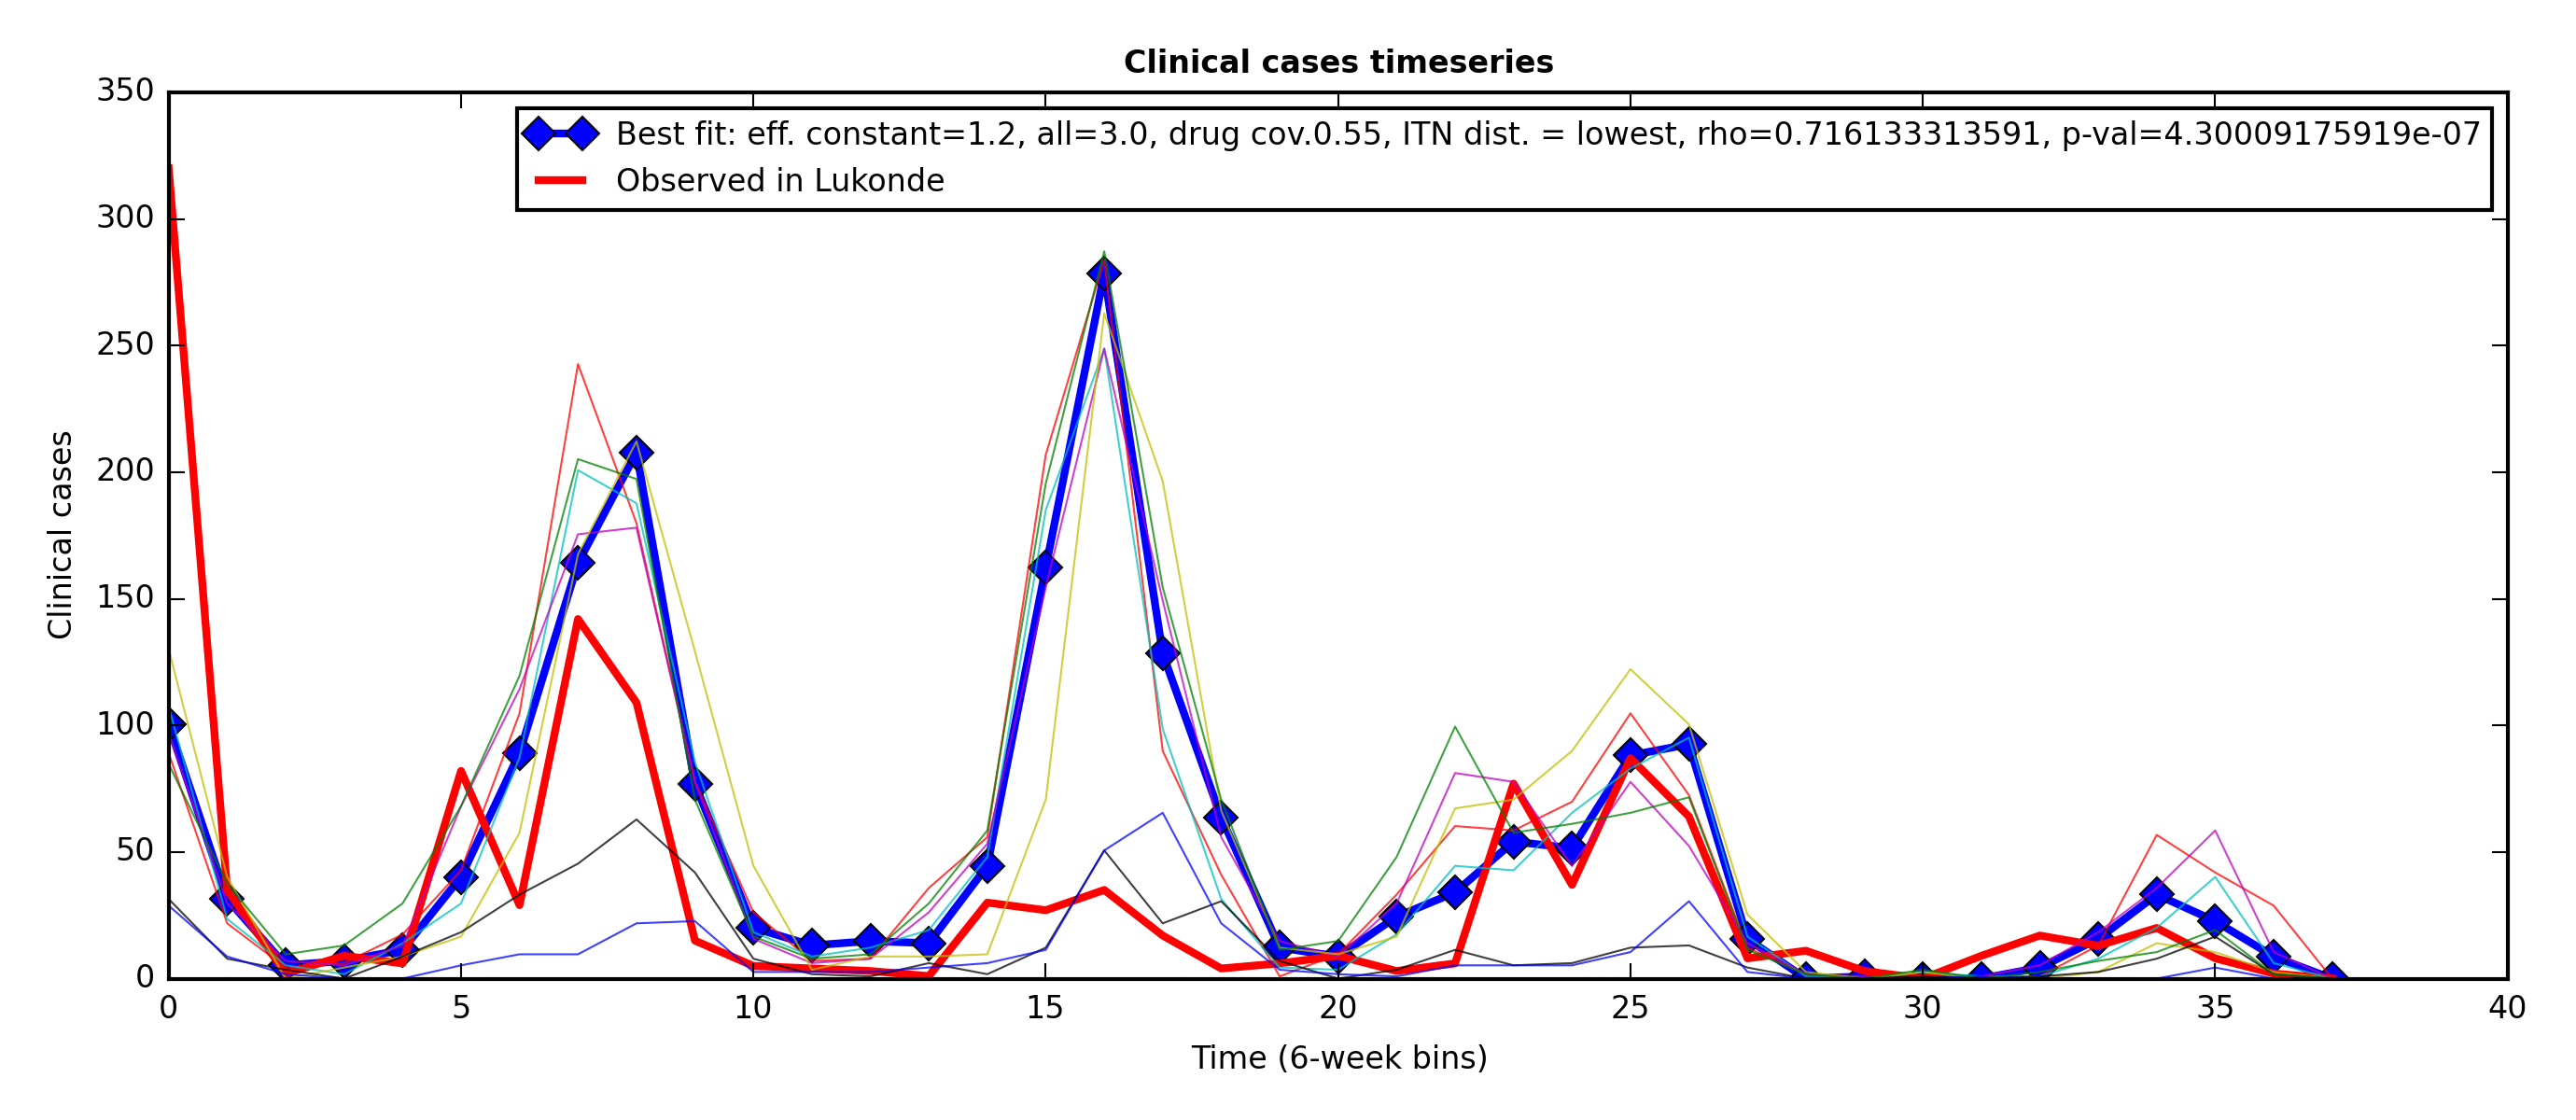 Clinical cases timeseries
350
300
250
200
150
100
50
0
Clinical cases
Best fit: eff. constant=1.2, all=3.0, drug cov.0.55, ITN dist. = lowest, rho=0.716133313591, p-val=4.30009175919e-07
Observed in Lukonde
0 5 10 15 20 25 30 35 40
Time (6-week bins)